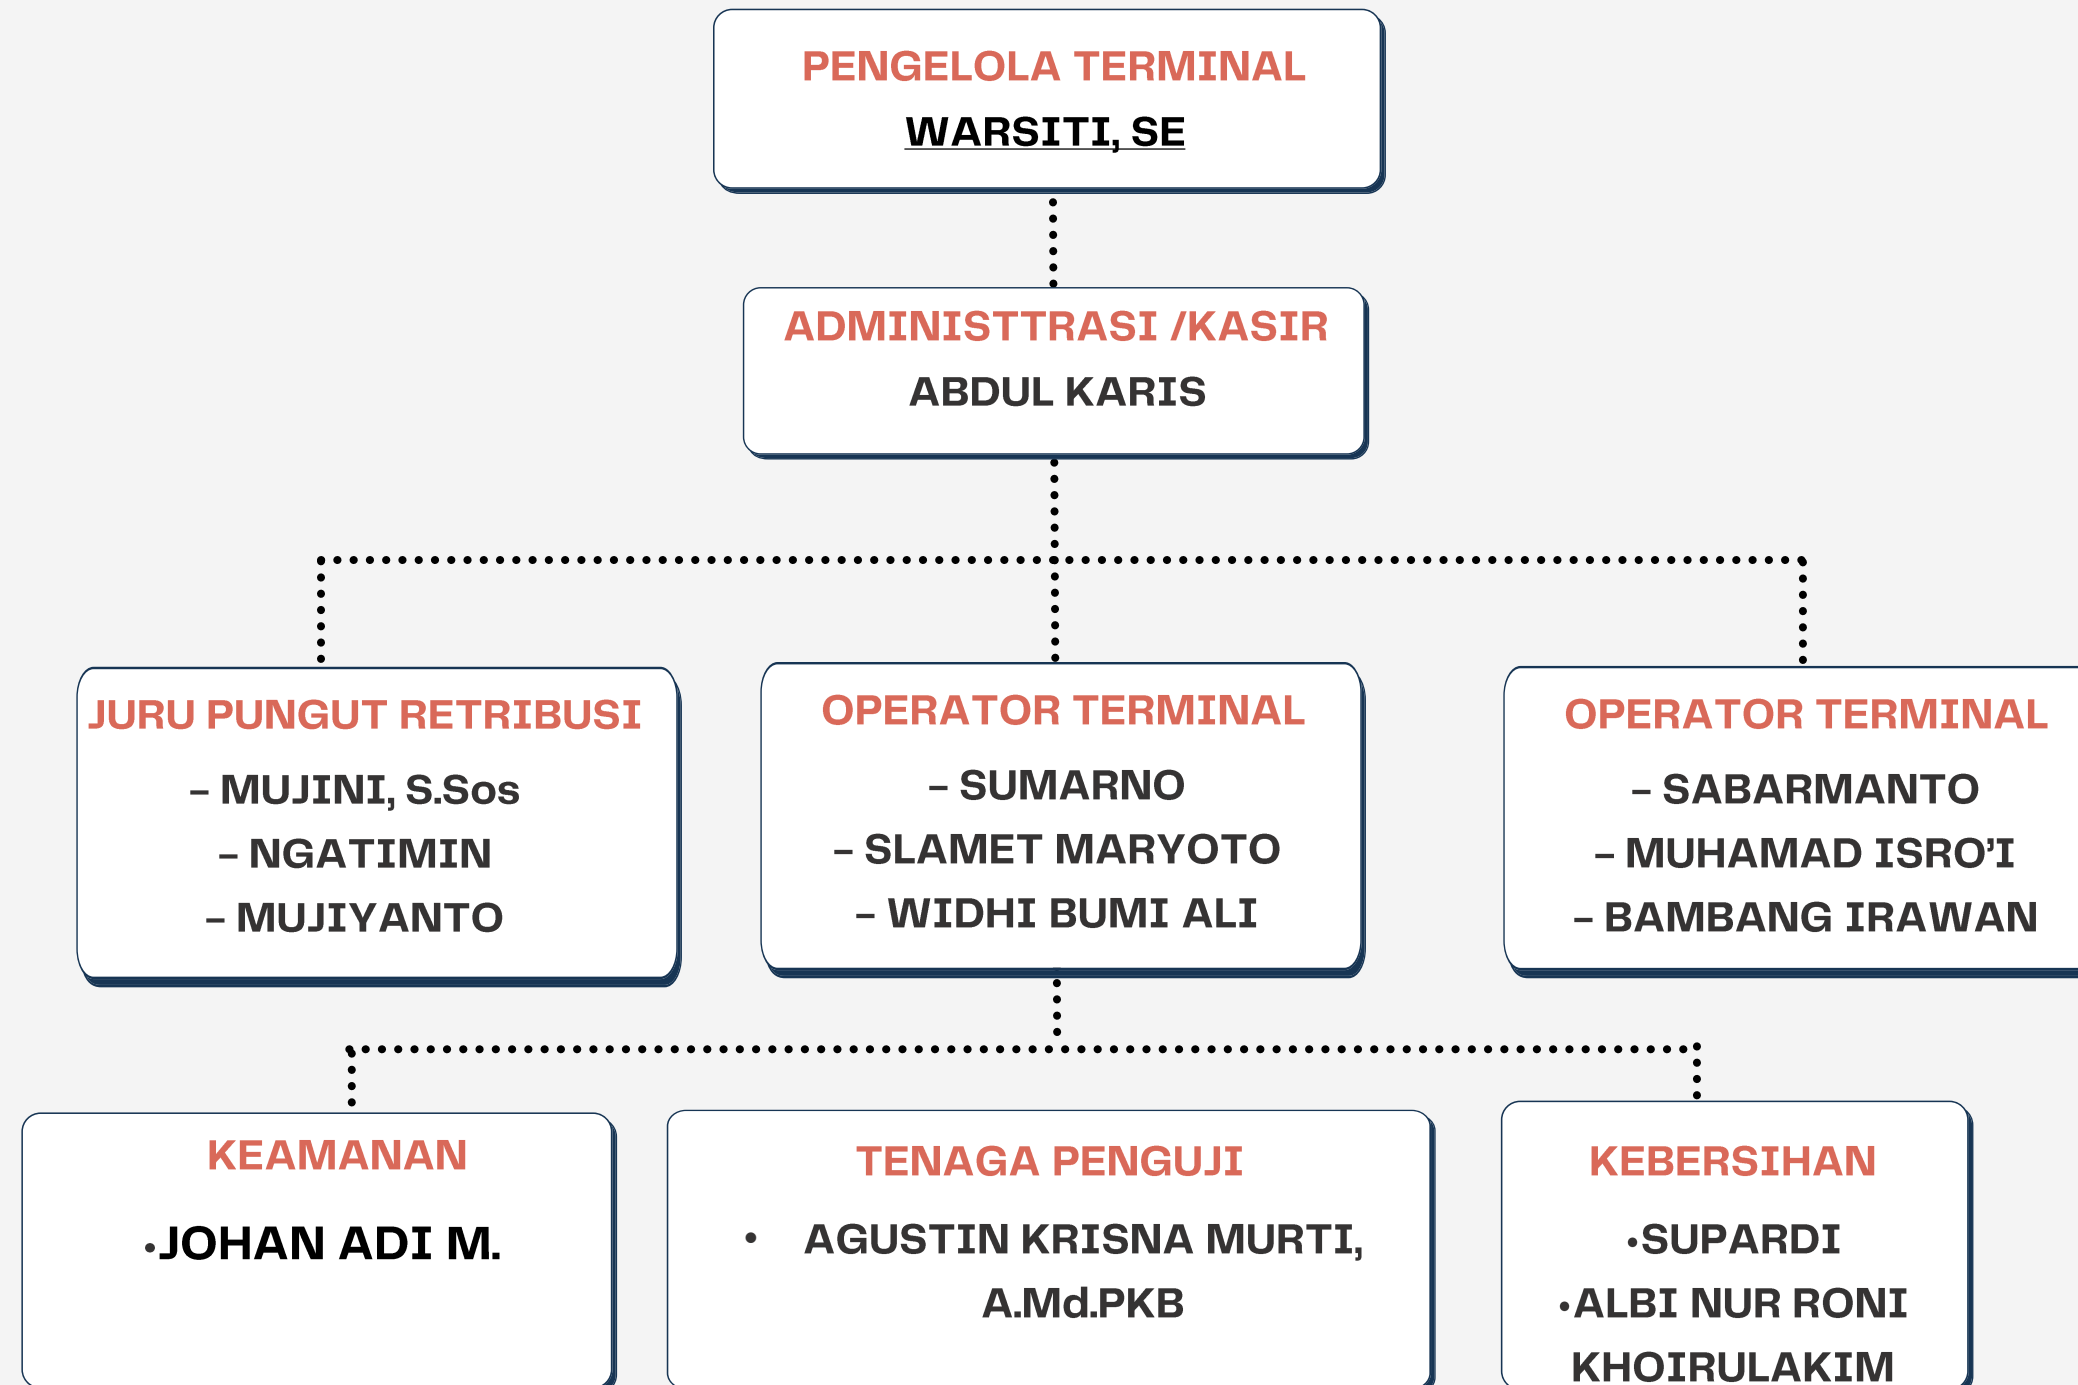 PENGELOLA TERMINAL
WARSITI, SE
ADMINISTTRASI /KASIR
ABDUL KARIS
JURU PUNGUT RETRIBUSI
– MUJINI, S.Sos
– NGATIMIN
– MUJIYANTO
OPERATOR TERMINAL
– SUMARNO
– SLAMET MARYOTO
– WIDHI BUMI ALI
OPERATOR TERMINAL
– SABARMANTO
– MUHAMAD ISRO’I
– BAMBANG IRAWAN
KEAMANAN
•JOHAN ADI M.
TENAGA PENGUJI
• AGUSTIN KRISNA MURTI,
A.Md.PKB
KEBERSIHAN
•SUPARDI
•ALBI NUR RONI
KHOIRULAKIM